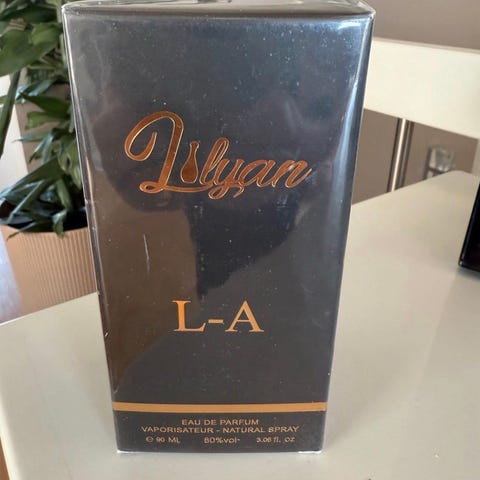 Lilyan
L-A
EAU DE PARFUM
VAPORISATEUR - NATURAL SPRAY
℮ 90 ML 80%vol 3.06 fl. oz